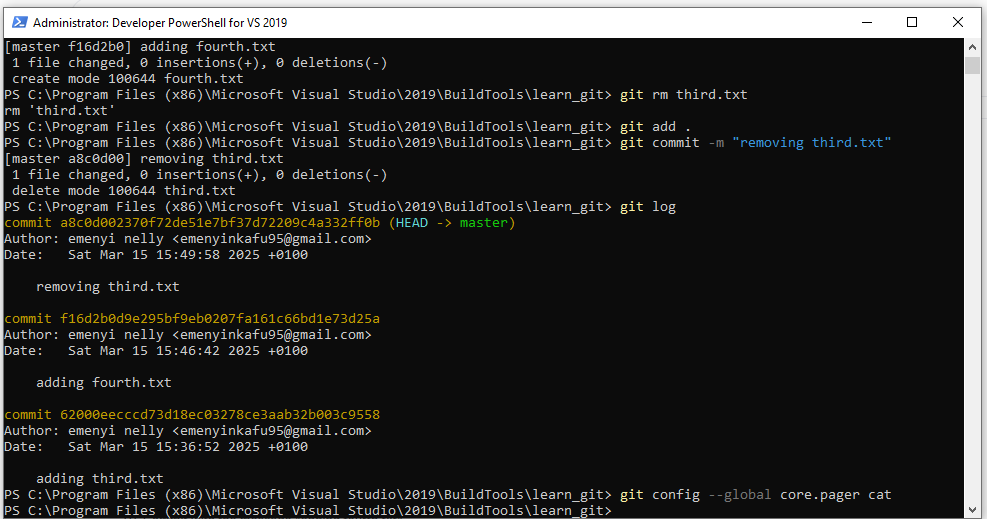 Administrator: Developer PowerShell for VS 2019
[master f16d2b0] adding fourth.txt
 1 file changed, 0 insertions(+), 0 deletions(-)
 create mode 100644 fourth.txt
PS C:\Program Files (x86)\Microsoft Visual Studio\2019\BuildTools\learn_git> git rm third.txt
rm 'third.txt'
PS C:\Program Files (x86)\Microsoft Visual Studio\2019\BuildTools\learn_git> git add .
PS C:\Program Files (x86)\Microsoft Visual Studio\2019\BuildTools\learn_git> git commit -m "removing third.txt"
[master a8c0d00] removing third.txt
 1 file changed, 0 insertions(+), 0 deletions(-)
 delete mode 100644 third.txt
PS C:\Program Files (x86)\Microsoft Visual Studio\2019\BuildTools\learn_git> git log
commit a8c0d002370f72de51e7bf37d72209c4a332ff0b (HEAD -> master)
Author: emenyi nelly <emenyinkafu95@gmail.com>
Date:   Sat Mar 15 15:49:58 2025 +0100

    removing third.txt

commit f16d2b0d9e295bf9eb0207fa161c66bd1e73d25a
Author: emenyi nelly <emenyinkafu95@gmail.com>
Date:   Sat Mar 15 15:46:42 2025 +0100

    adding fourth.txt

commit 62000eecccd73d18ec03278ce3aab32b003c9558
Author: emenyi nelly <emenyinkafu95@gmail.com>
Date:   Sat Mar 15 15:36:52 2025 +0100

    adding third.txt
PS C:\Program Files (x86)\Microsoft Visual Studio\2019\BuildTools\learn_git> git config --global core.pager cat
PS C:\Program Files (x86)\Microsoft Visual Studio\2019\BuildTools\learn_git>